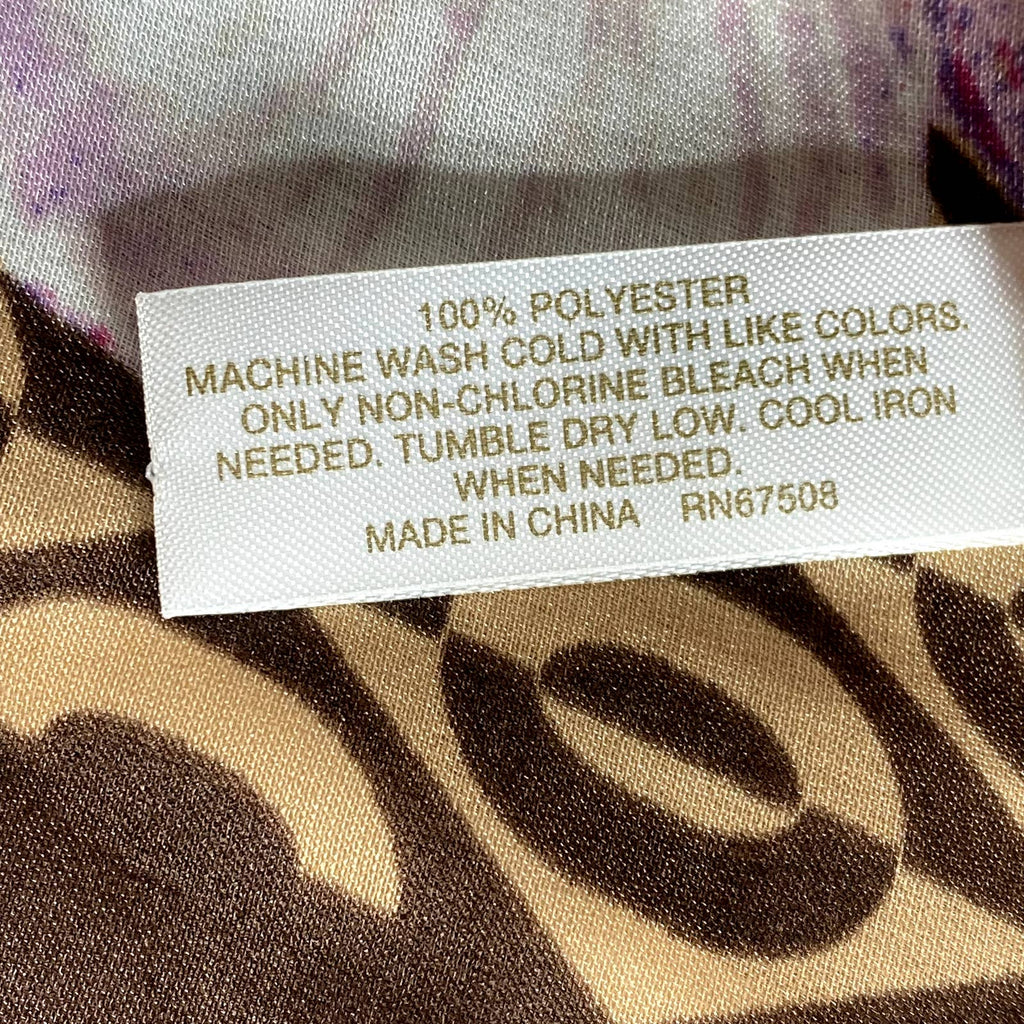 100% POLYESTER
MACHINE WASH COLD WITH LIKE COLORS.
ONLY NON-CHLORINE BLEACH WHEN
NEEDED. TUMBLE DRY LOW. COOL IRON
WHEN NEEDED.
MADE IN CHINA RN67508